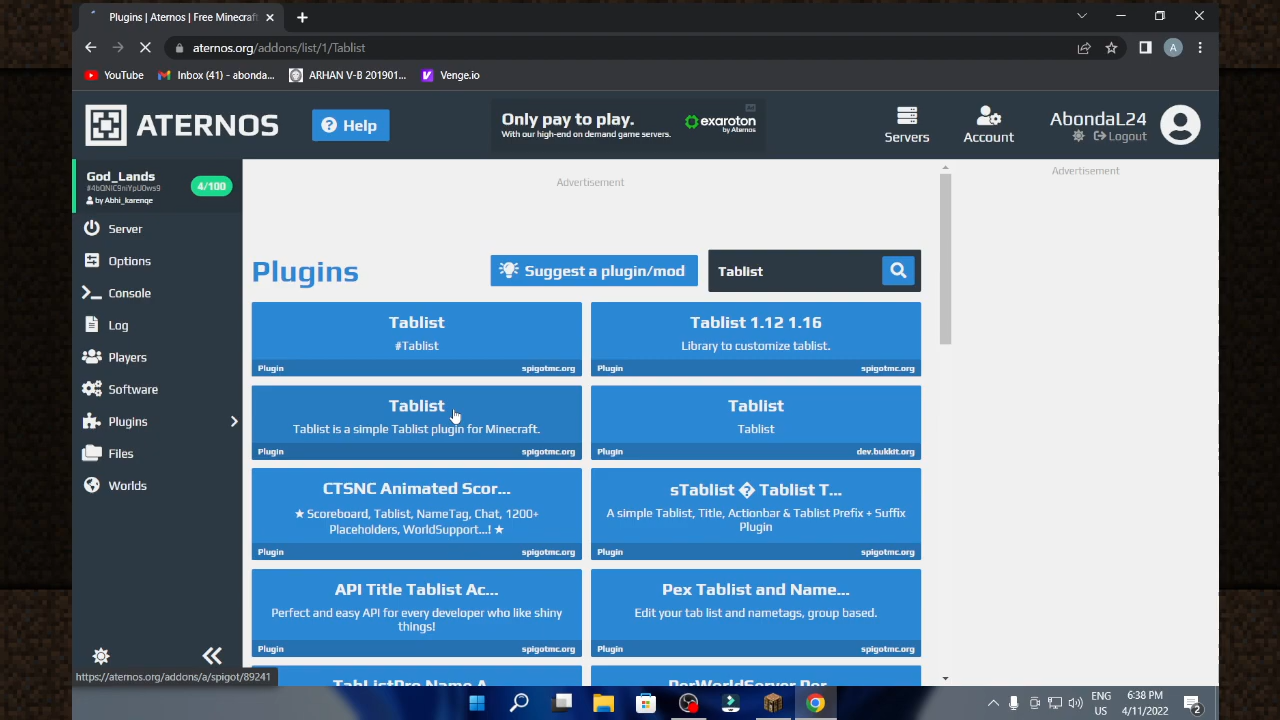 Plugins | Aternos | Free Minecraft
aternos.org/addons/list/1/Tablist
A
YouTube
Inbox (41) - abonda...
ARHAN V-B 201901...
Venge.io
ATERNOS
Help
Only pay to play.
With our high-end on demand game servers.
exaroton
by Aternos
Ad
Servers
Account
AbondaL24
Logout
God_Lands
#4bQNlC9niYpU0ws9
by Abhi_karenqe
4/100
Server
Options
Console
Log
Players
Software
Plugins
Files
Worlds
Advertisement
Advertisement
Plugins
Suggest a plugin/mod
Tablist
Tablist
#Tablist
Plugin
spigotmc.org
Tablist 1.12 1.16
Library to customize tablist.
Plugin
spigotmc.org
Tablist
Tablist is a simple Tablist plugin for Minecraft.
Plugin
spigotmc.org
Tablist
Tablist
Plugin
dev.bukkit.org
CTSNC Animated Scor...
★ Scoreboard, Tablist, NameTag, Chat, 1200+
Placeholders, WorldSupport...! ★
Plugin
spigotmc.org
sTablist � Tablist T...
A simple Tablist, Title, Actionbar & Tablist Prefix + Suffix
Plugin
Plugin
spigotmc.org
API Title Tablist Ac...
Perfect and easy API for every developer who like shiny
things!
Plugin
spigotmc.org
Pex Tablist and Name...
Edit your tab list and nametags, group based.
Plugin
spigotmc.org
TabListPro Name A...
PerWorldServer Per...
https://aternos.org/addons/a/spigot/89241
ENG
US
6:38 PM
4/11/2022
2